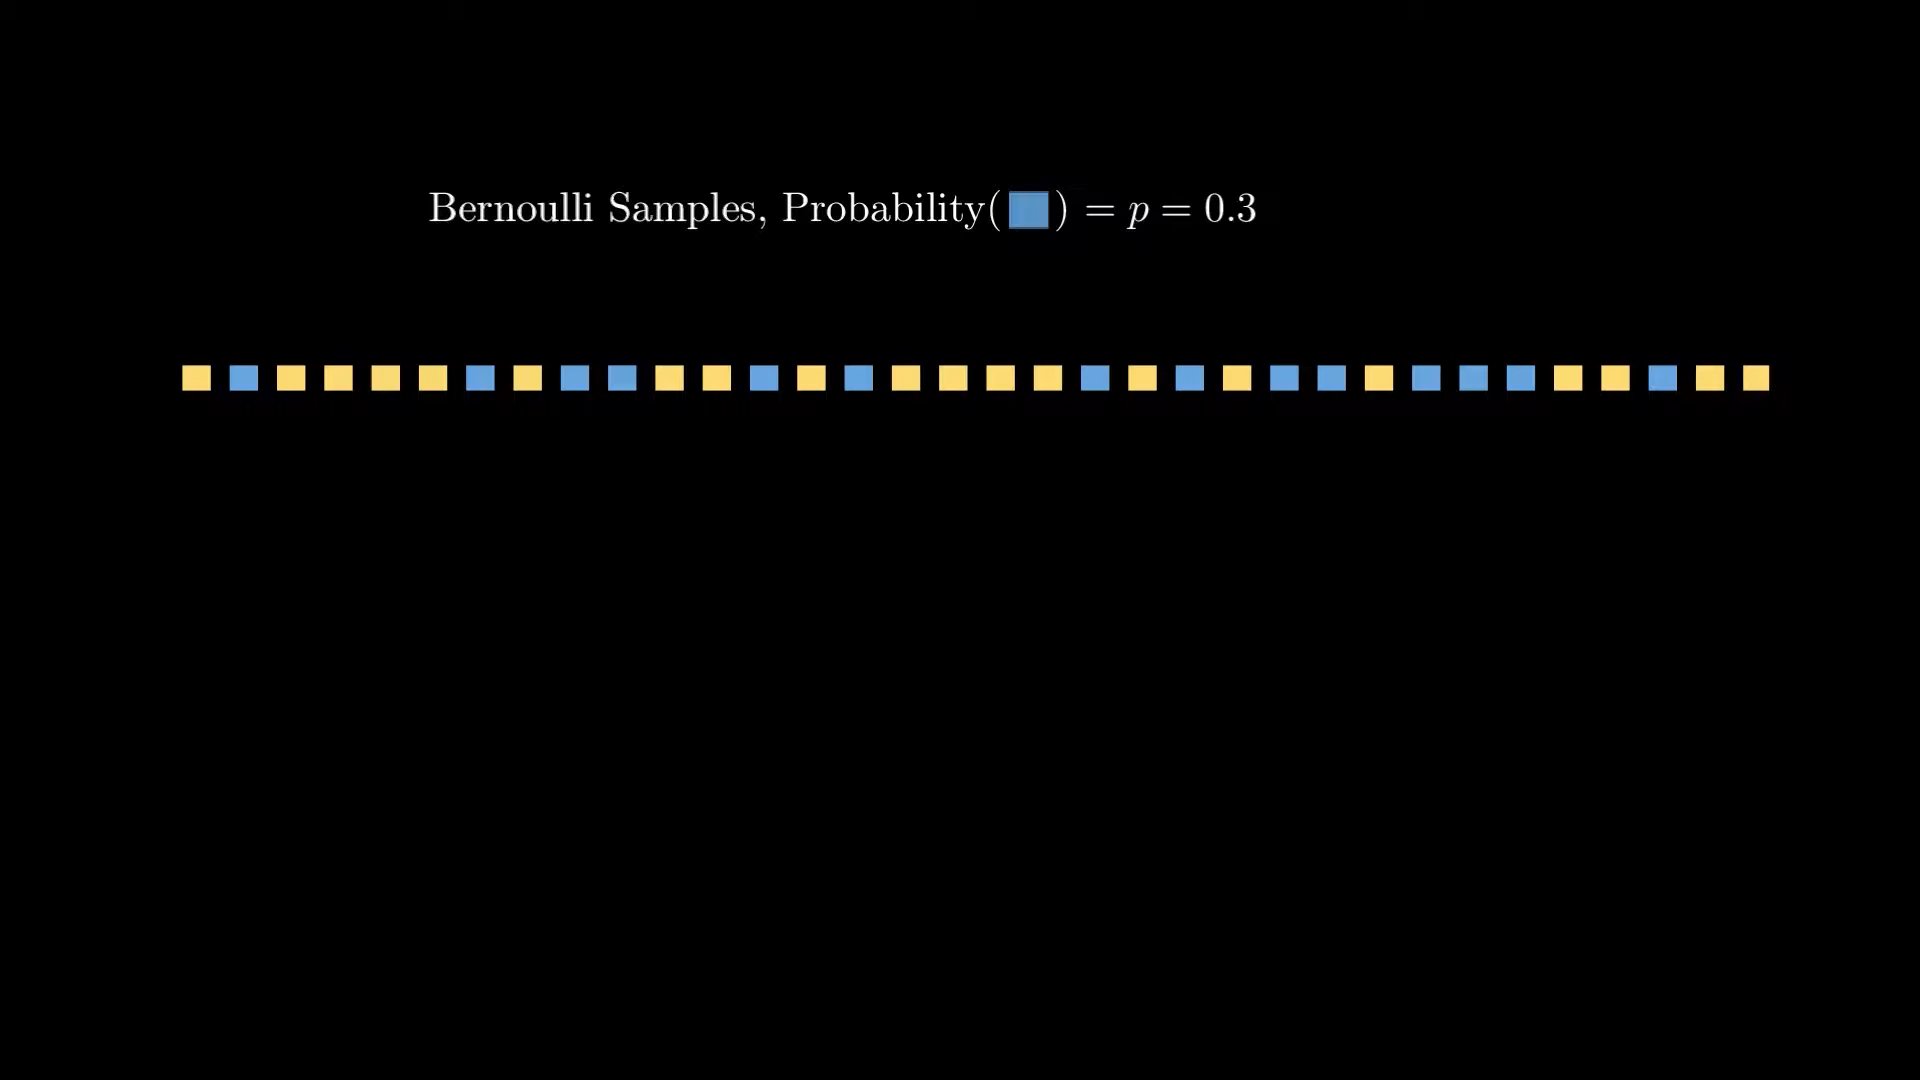 Bernoulli Samples, Probability( ) = p = 0.3